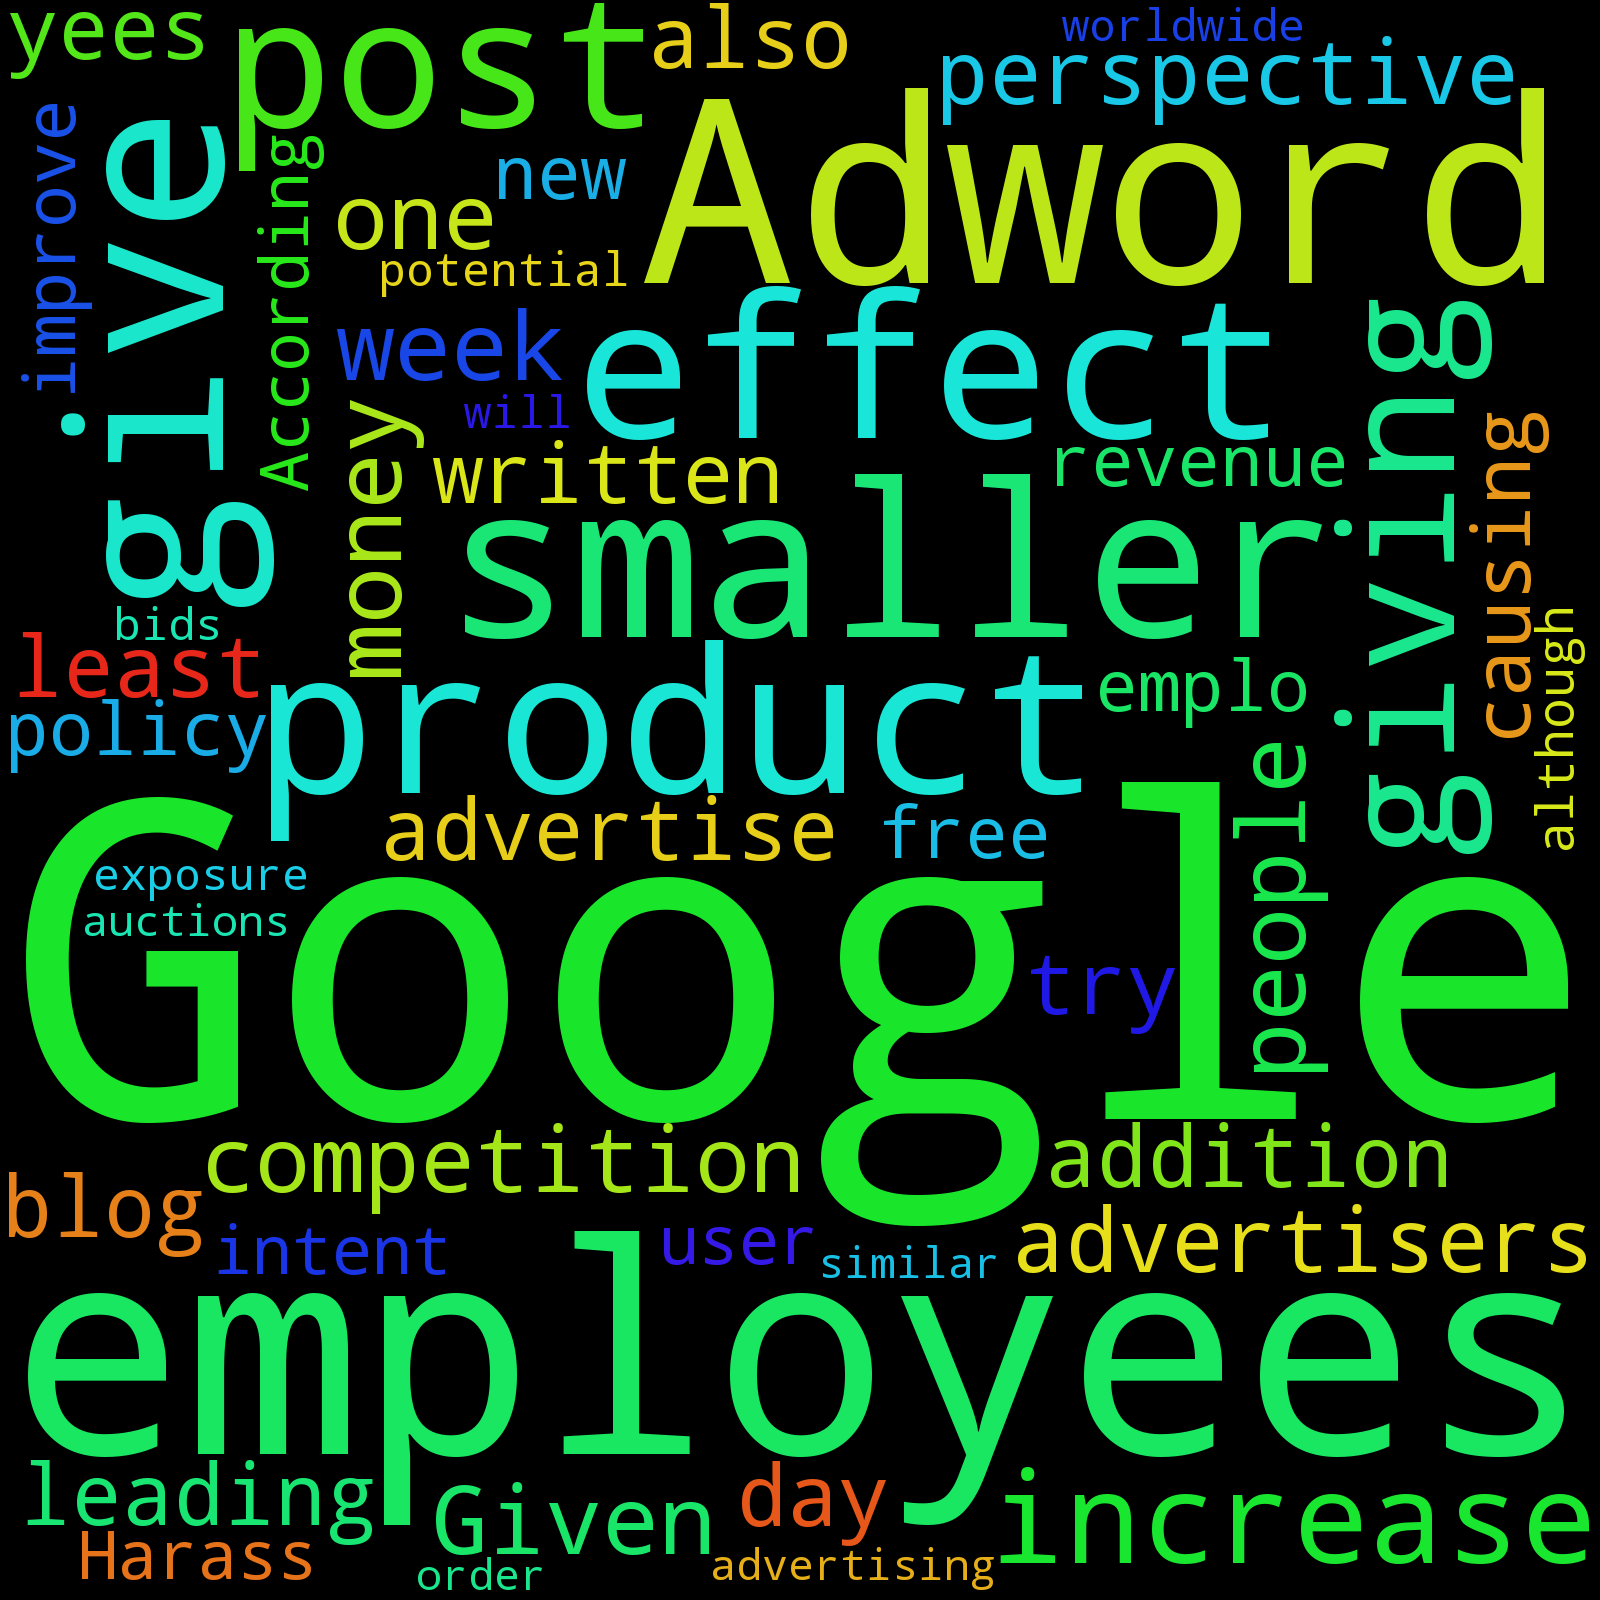 yees
post
also
worldwide
perspective
improve
give
According
new
one
potential
Adword
week
effect
will
giving
money
written
revenue
causing
smaller
although
bids
least
policy
product
emplo
people
advertise
free
exposure
auctions
Google
try
competition
addition
blog
intent
user
similar
advertisers
employees
leading
Given
day
increase
Harass
order
advertising